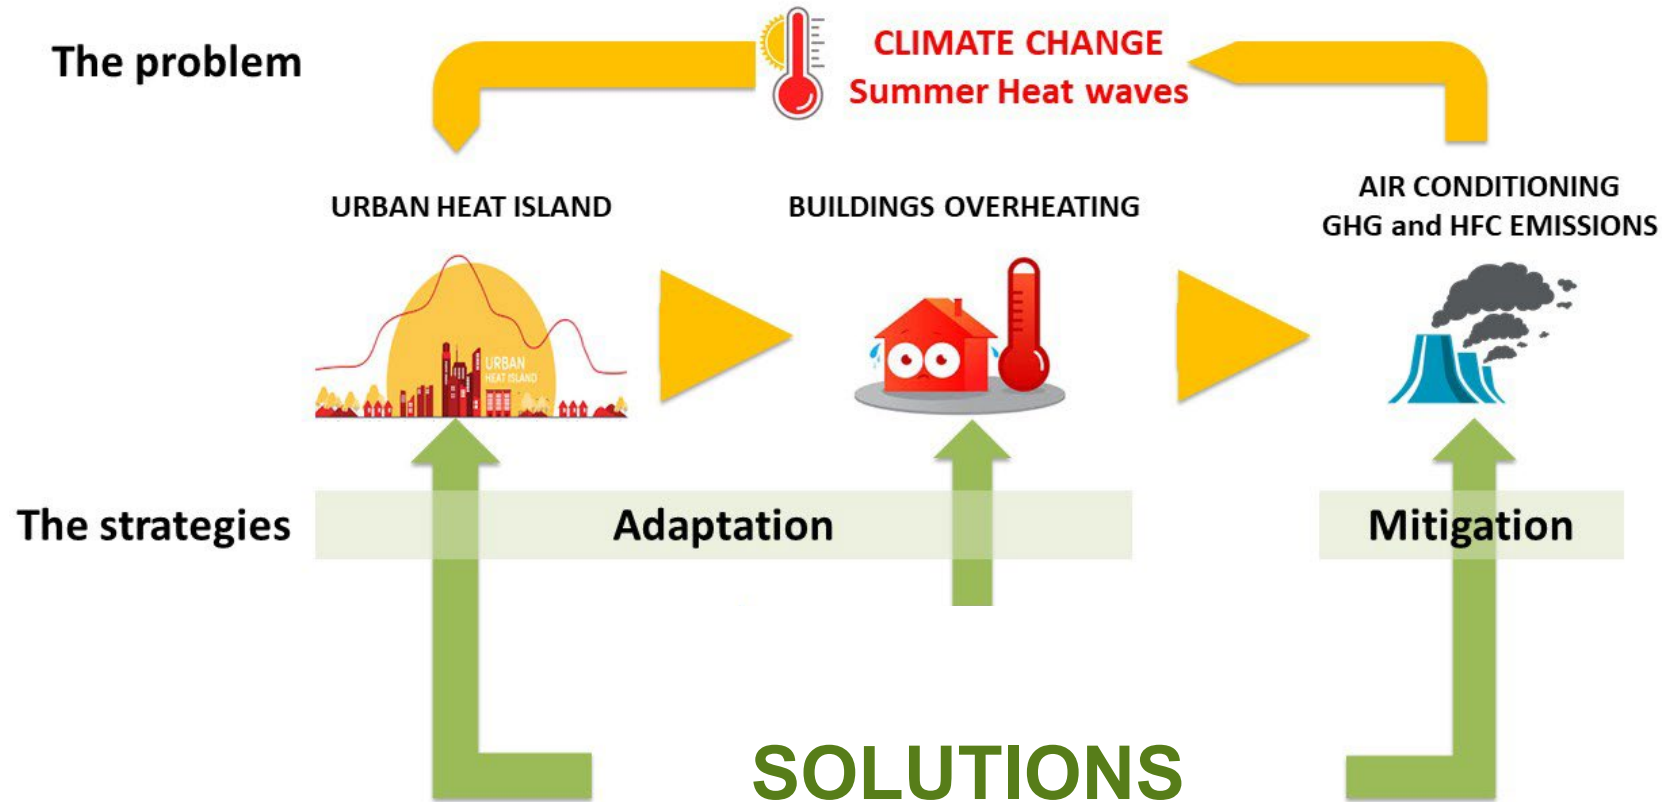 The problem
CLIMATE CHANGE
Summer Heat waves
URBAN HEAT ISLAND
BUILDINGS OVERHEATING
AIR CONDITIONING
GHG and HFC EMISSIONS
URBAN
HEAT ISLAND
The strategies
Adaptation
Mitigation
SOLUTIONS